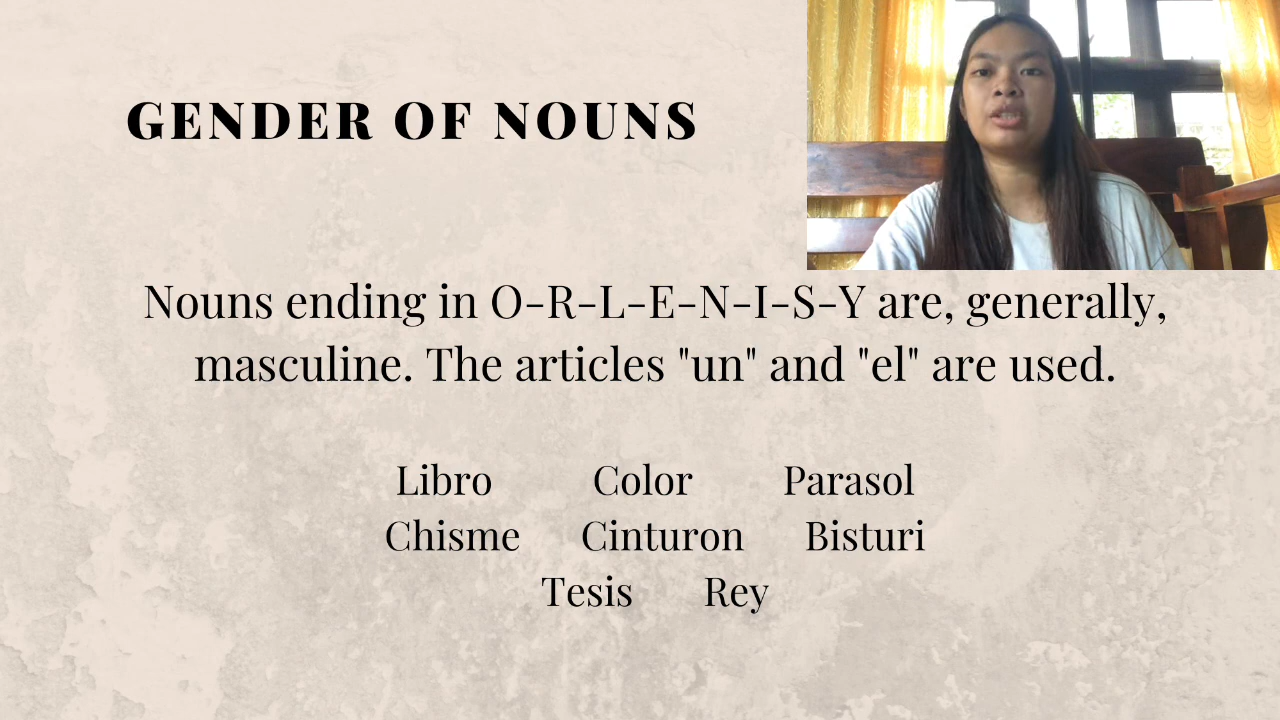 GENDER OF NOUNS
Nouns ending in O-R-L-E-N-I-S-Y are, generally,
masculine. The articles "un" and "el" are used.
Libro Color Parasol
Chisme Cinturon Bisturi
Tesis Rey